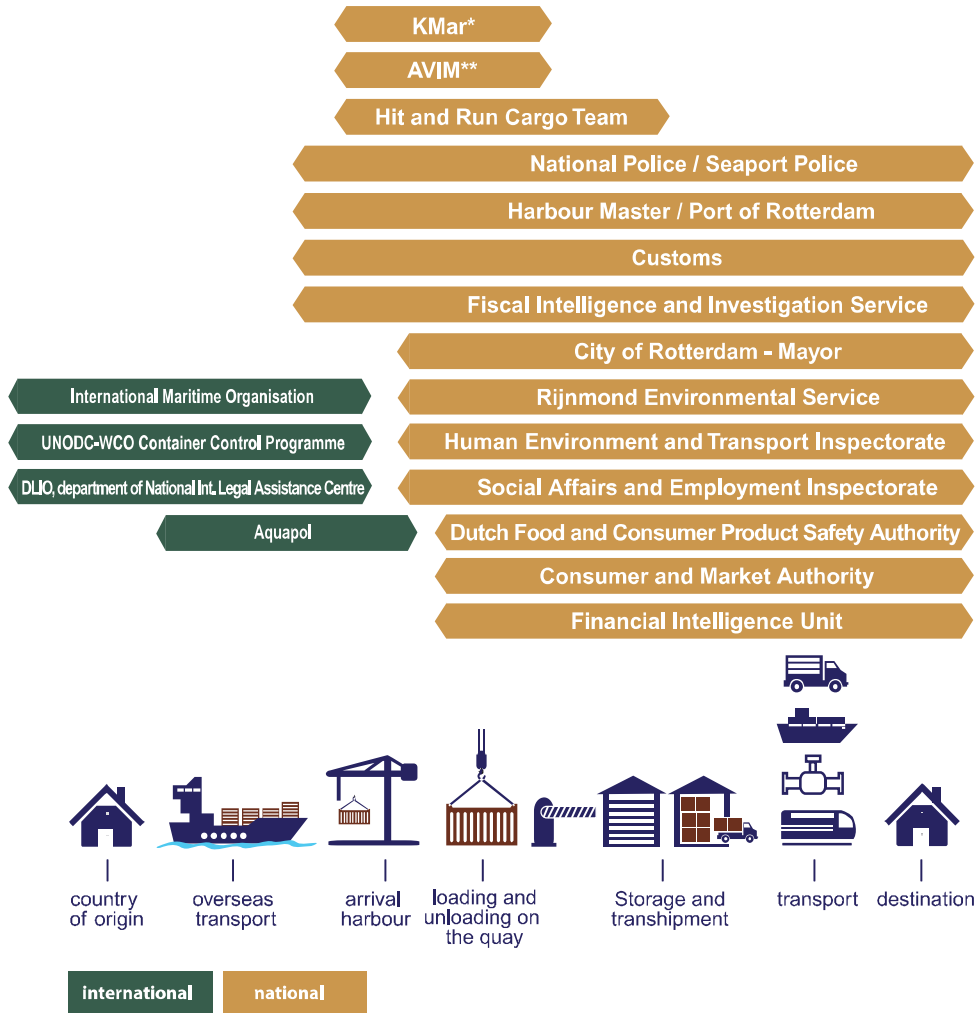 KMar*
AVIM**
Hit and Run Cargo Team
National Police / Seaport Police
Harbour Master / Port of Rotterdam
Customs
Fiscal Intelligence and Investigation Service
City of Rotterdam - Mayor
International Maritime Organisation
Rijnmond Environmental Service
UNODC-WCO Container Control Programme
Human Environment and Transport Inspectorate
DLIO, department of National Int. Legal Assistance Centre
Social Affairs and Employment Inspectorate
Aquapol
Dutch Food and Consumer Product Safety Authority
Consumer and Market Authority
Financial Intelligence Unit
country
of origin
overseas
transport
arrival
harbour
loading and
unloading on
the quay
Storage and
transhipment
transport
destination
international
national